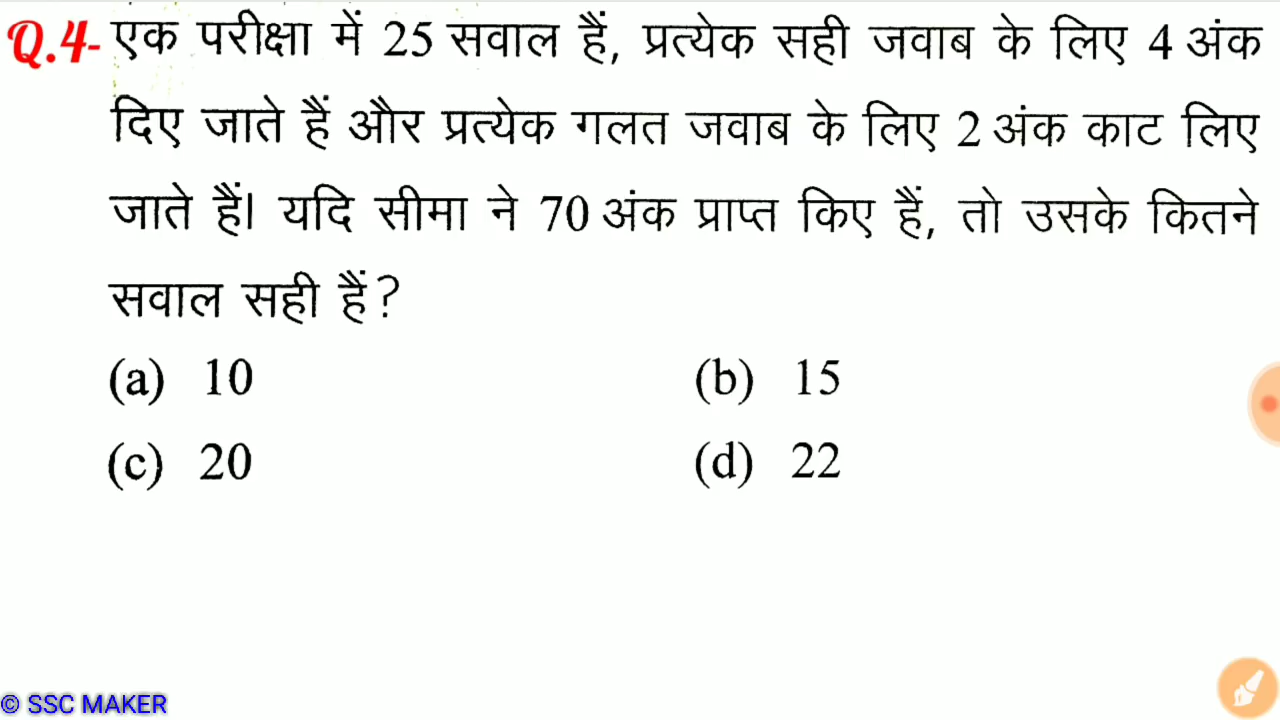 Q.4- एक परीक्षा में 25 सवाल हैं, प्रत्येक सही जवाब के लिए 4 अंक
दिए जाते हैं और प्रत्येक गलत जवाब के लिए 2 अंक काट लिए
जाते हैं। यदि सीमा ने 70 अंक प्राप्त किए हैं, तो उसके कितने
सवाल सही हैं?
(a) 10 (b) 15
(c) 20 (d) 22
© SSC MAKER